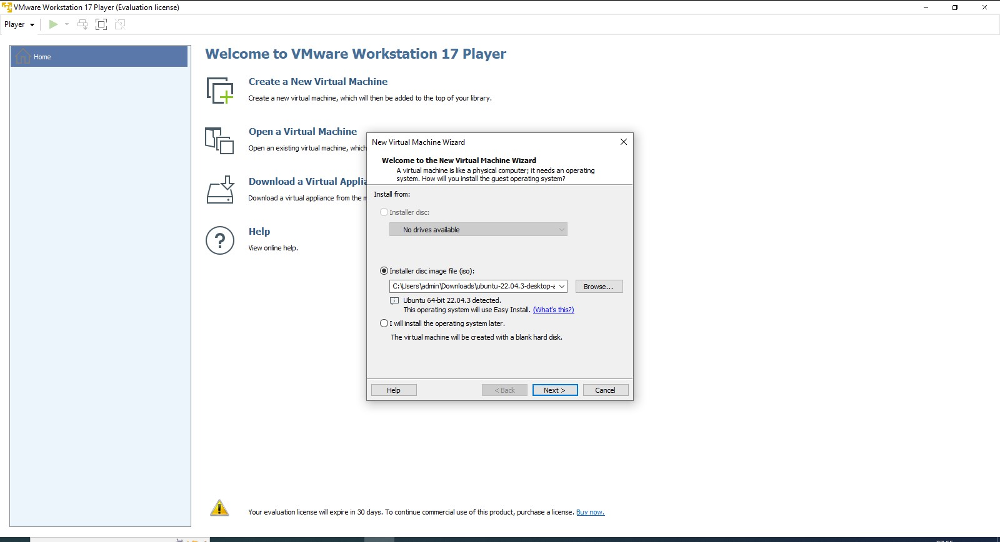 VMware Workstation 17 Player (Evaluation license)
Player
Home
Welcome to VMware Workstation 17 Player
Create a New Virtual Machine
Create a new virtual machine, which will then be added to the top of your library.
Open a Virtual Machine
Open an existing virtual machine, which
Download a Virtual Applia
Download a virtual appliance from the m
Help
View online help.
New Virtual Machine Wizard
Welcome to the New Virtual Machine Wizard
A virtual machine is like a physical computer; it needs an operating
system. How will you install the guest operating system?
Install from:
Installer disc:
No drives available
Installer disc image file (iso):
C:\Users\admin\Downloads\ubuntu-22.04.3-desktop-a
Browse...
Ubuntu 64-bit 22.04.3 detected.
This operating system will use Easy Install. (What's this?)
I will install the operating system later.
The virtual machine will be created with a blank hard disk.
Help
< Back
Next >
Cancel
Your evaluation license will expire in 30 days. To continue commercial use of this product, purchase a license. Buy now.